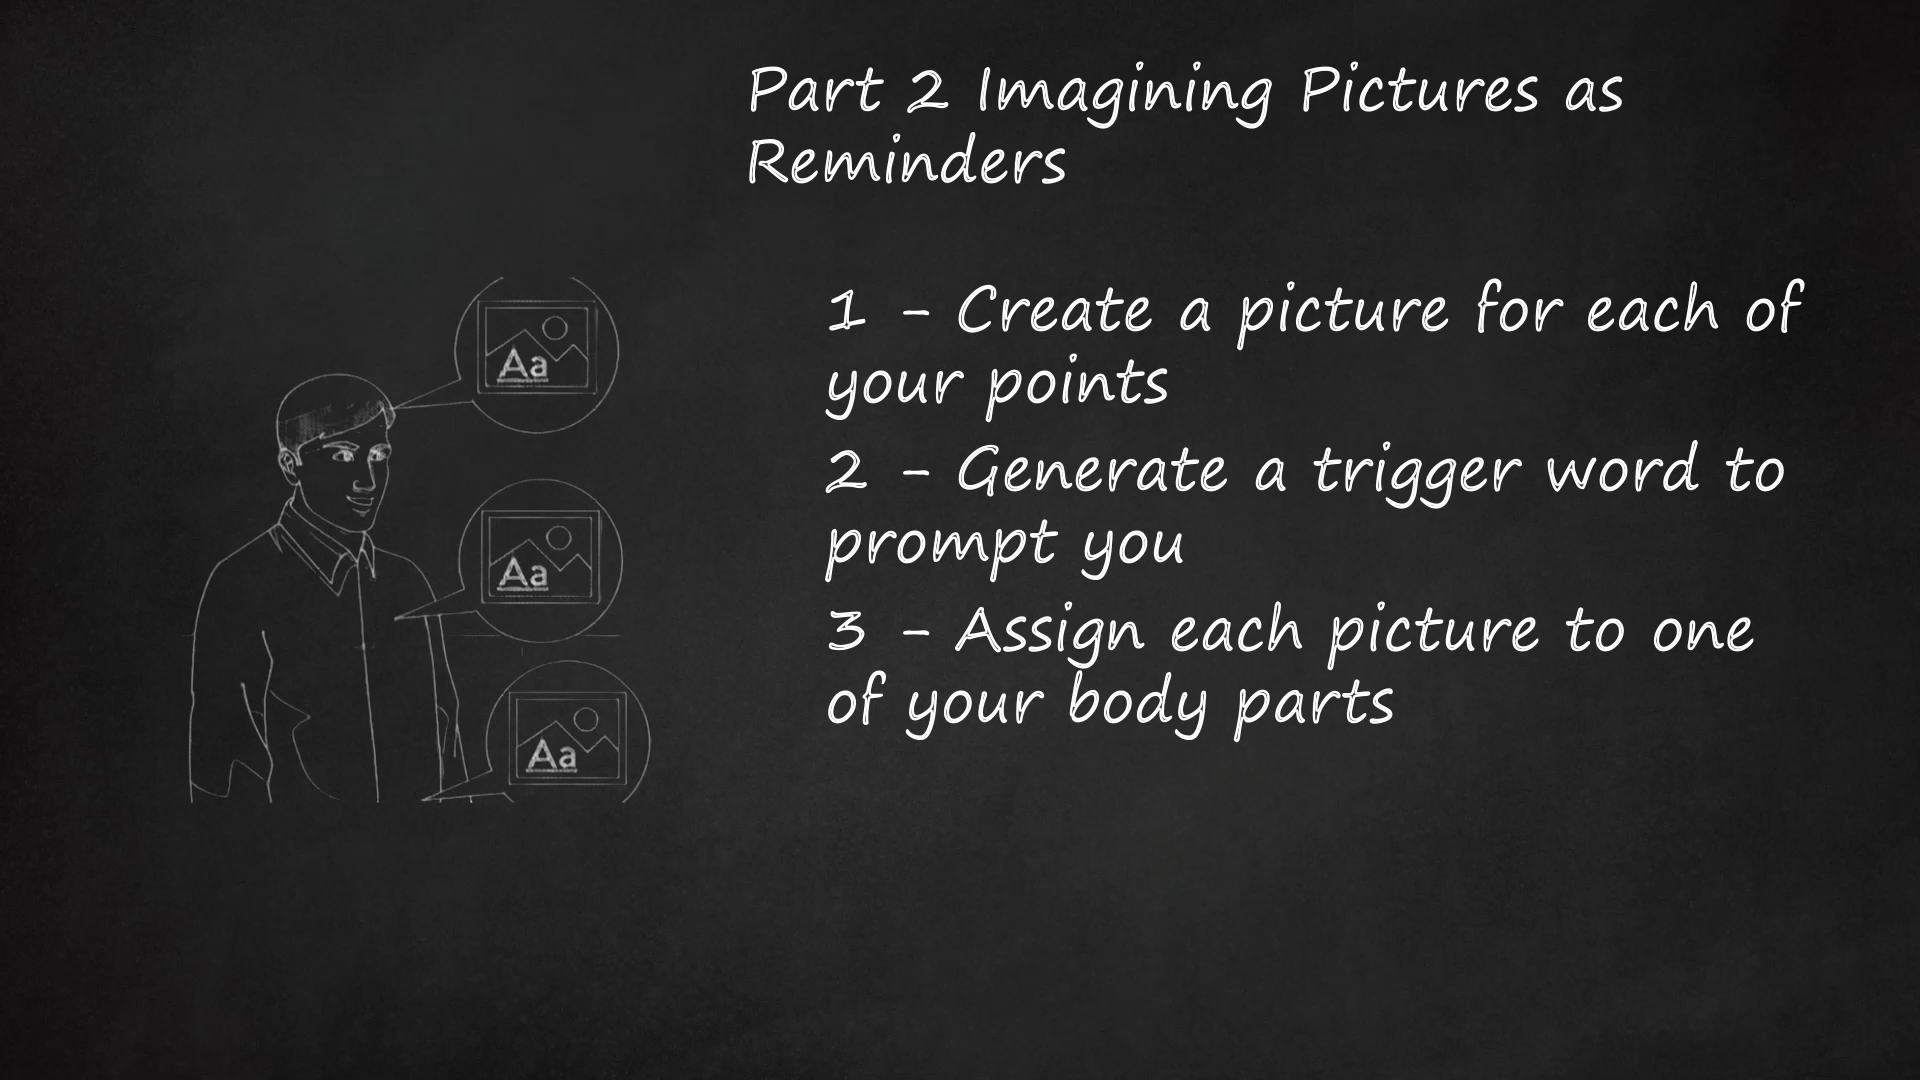 Part 2 Imagining Pictures as
Reminders
1 - Create a picture for each of
your points
2 - Generate a trigger word to
prompt you
3 - Assign each picture to one
of your body parts
Aa
Aa
Aa